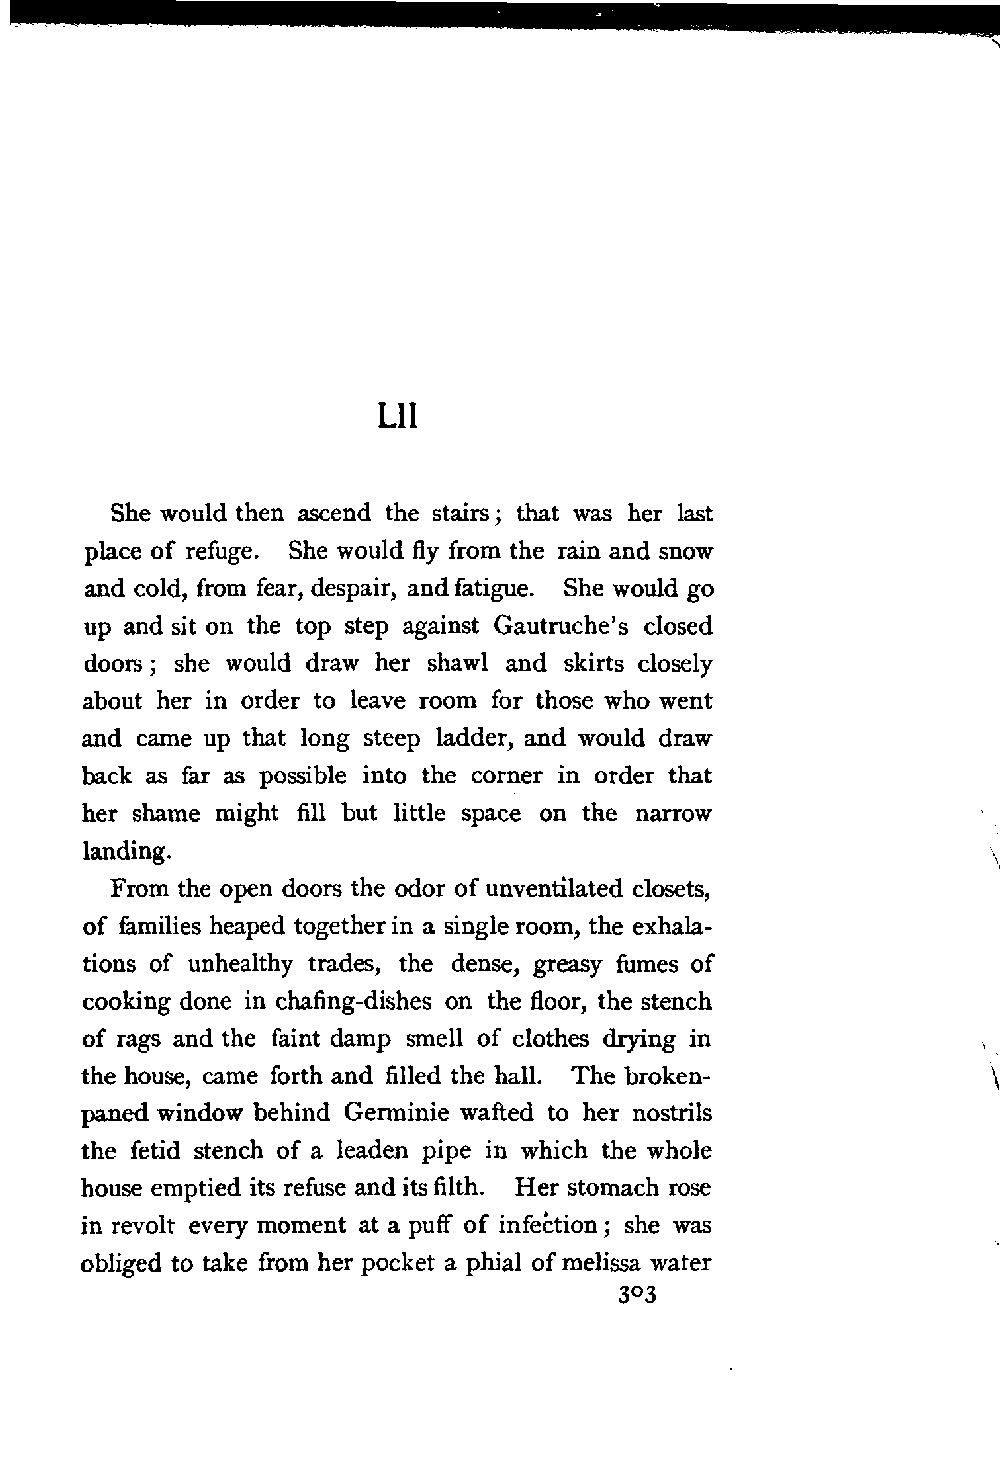 LII
She would then ascend the stairs; that was her last
place of refuge. She would fly from the rain and snow
and cold, from fear, despair, and fatigue. She would go
up and sit on the top step against Gautruche's closed
doors; she would draw her shawl and skirts closely
about her in order to leave room for those who went
and came up that long steep ladder, and would draw
back as far as possible into the corner in order that
her shame might fill but little space on the narrow
landing.
From the open doors the odor of unventilated closets,
of families heaped together in a single room, the exhala-
tions of unhealthy trades, the dense, greasy fumes of
cooking done in chafing-dishes on the floor, the stench
of rags and the faint damp smell of clothes drying in
the house, came forth and filled the hall. The broken-
paned window behind Germinie wafted to her nostrils
the fetid stench of a leaden pipe in which the whole
house emptied its refuse and its filth. Her stomach rose
in revolt every moment at a puff of infection; she was
obliged to take from her pocket a phial of melissa water
303